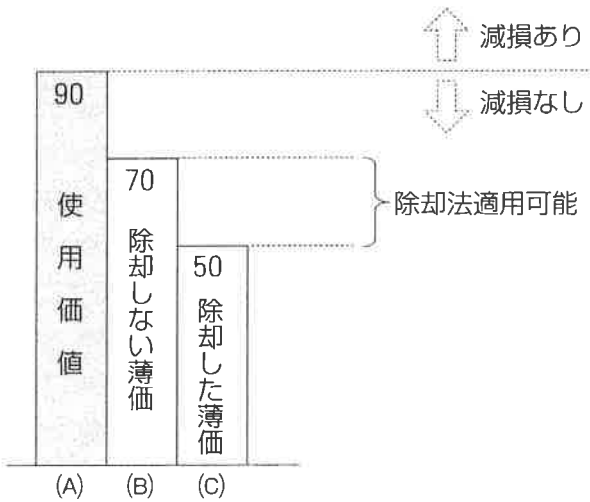 減損あり
減損なし
90
使用価値
70
除却しない薄価
50
除却した薄価
除却法適用可能
(A)
(B)
(C)